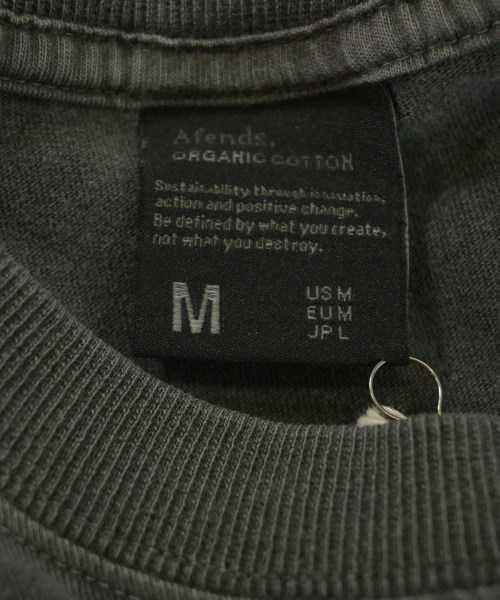 Afends.
ORGANIC COTTON
Sustainability through innovation,
action and positive change.
Be defined by what you create,
not what you destroy.
M
US M
EU M
JP L